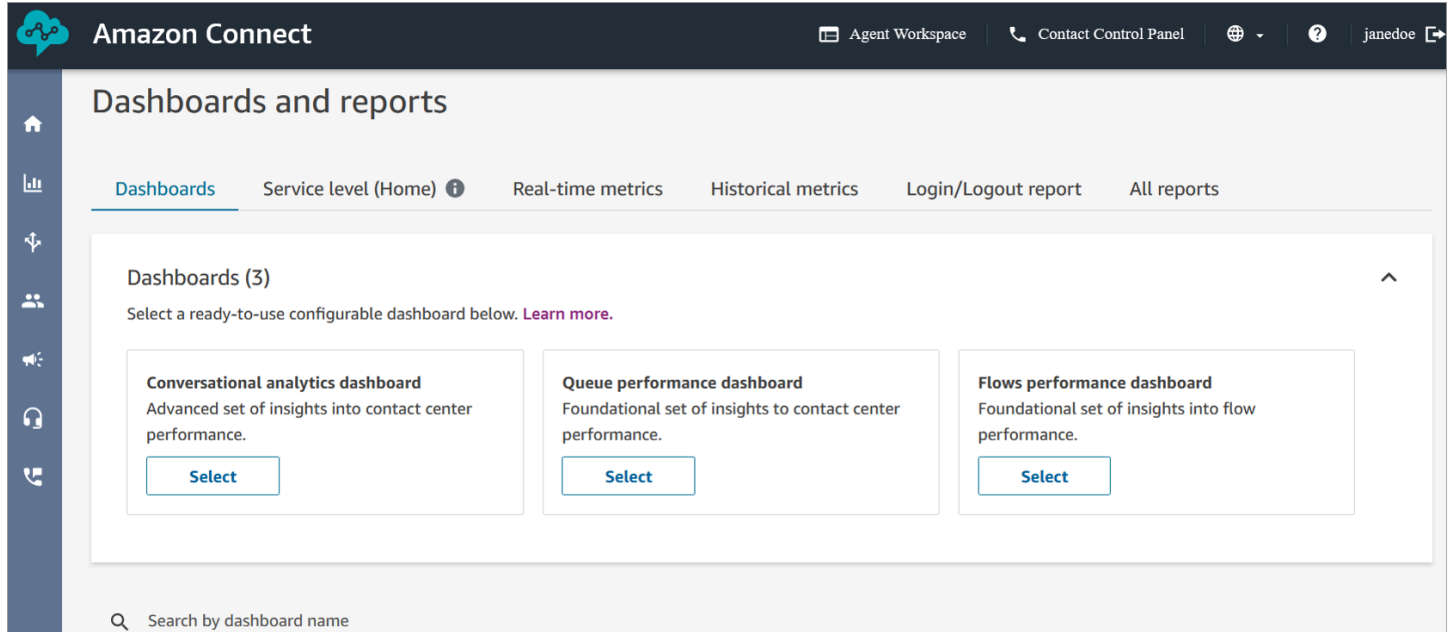 Amazon Connect
Agent Workspace
Contact Control Panel
janedoe
Dashboards and reports
Dashboards
Service level (Home)
Real-time metrics
Historical metrics
Login/Logout report
All reports
Dashboards (3)
Select a ready-to-use configurable dashboard below. Learn more.
Conversational analytics dashboard
Advanced set of insights into contact center
performance.
Select
Queue performance dashboard
Foundational set of insights to contact center
performance.
Select
Flows performance dashboard
Foundational set of insights into flow
performance.
Select
Search by dashboard name